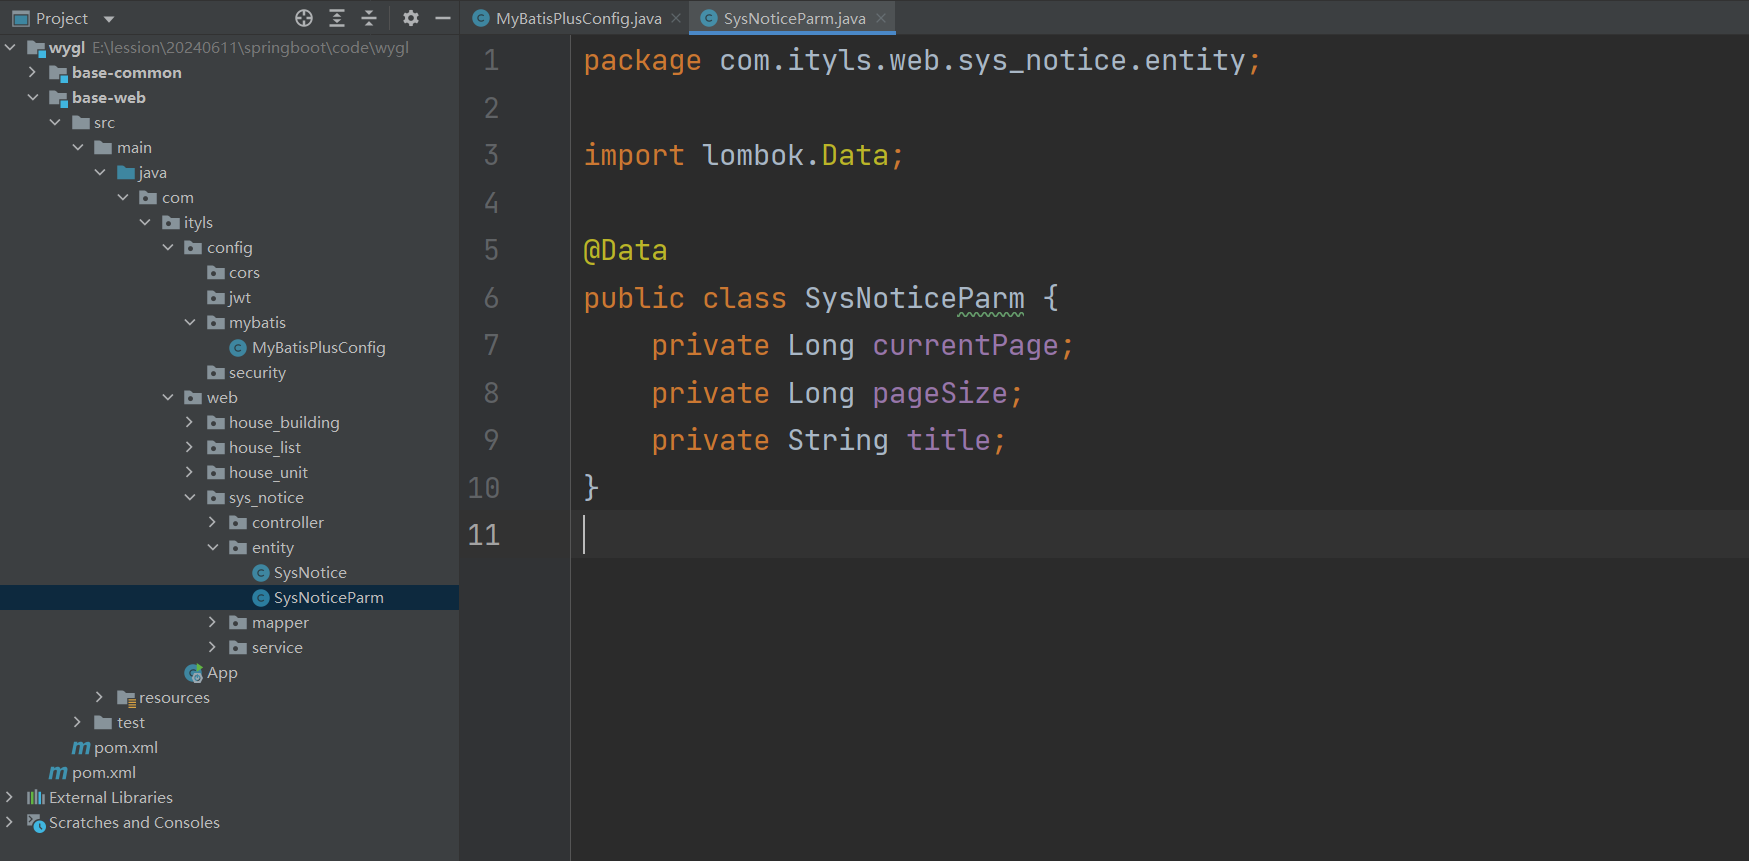 Project
wygl E:\lession\20240611\springboot\code\wygl
base-common
base-web
src
main
java
com
ityls
config
cors
jwt
mybatis
MyBatisPlusConfig
security
web
house_building
house_list
house_unit
sys_notice
controller
entity
SysNotice
SysNoticeParm
mapper
service
App
resources
test
pom.xml
pom.xml
External Libraries
Scratches and Consoles
MyBatisPlusConfig.java
SysNoticeParm.java
1 package com.ityls.web.sys_notice.entity;
2
3 import lombok.Data;
4
5 @Data
6 public class SysNoticeParm {
7     private Long currentPage;
8     private Long pageSize;
9     private String title;
10 }
11